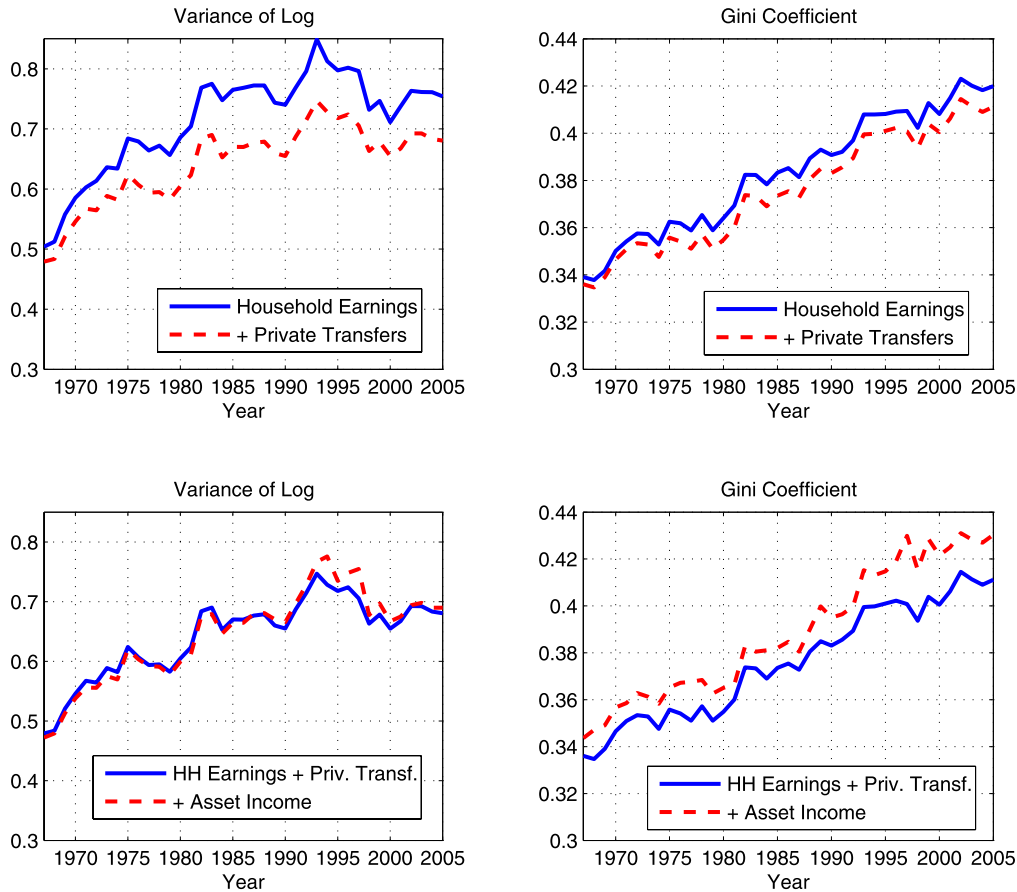 Variance of Log
0.8
0.7
0.6
0.5
0.4
0.3
Household Earnings
+ Private Transfers
1970 1975 1980 1985 1990 1995 2000 2005
Year
Gini Coefficient
0.44
0.42
0.4
0.38
0.36
0.34
0.32
0.3
Household Earnings
+ Private Transfers
1970 1975 1980 1985 1990 1995 2000 2005
Year
Variance of Log
0.8
0.7
0.6
0.5
0.4
0.3
HH Earnings + Priv. Transf.
+ Asset Income
1970 1975 1980 1985 1990 1995 2000 2005
Year
Gini Coefficient
0.44
0.42
0.4
0.38
0.36
0.34
0.32
0.3
HH Earnings + Priv. Transf.
+ Asset Income
1970 1975 1980 1985 1990 1995 2000 2005
Year